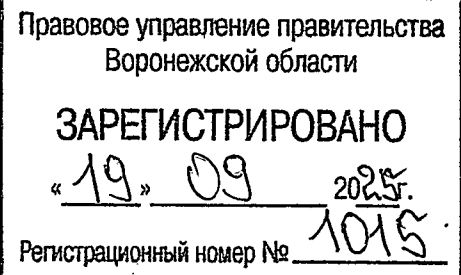 Правовое управление правительства
Воронежской области
ЗАРЕГИСТРИРОВАНО
«19» 09 2025г.
Регистрационный номер № 1015